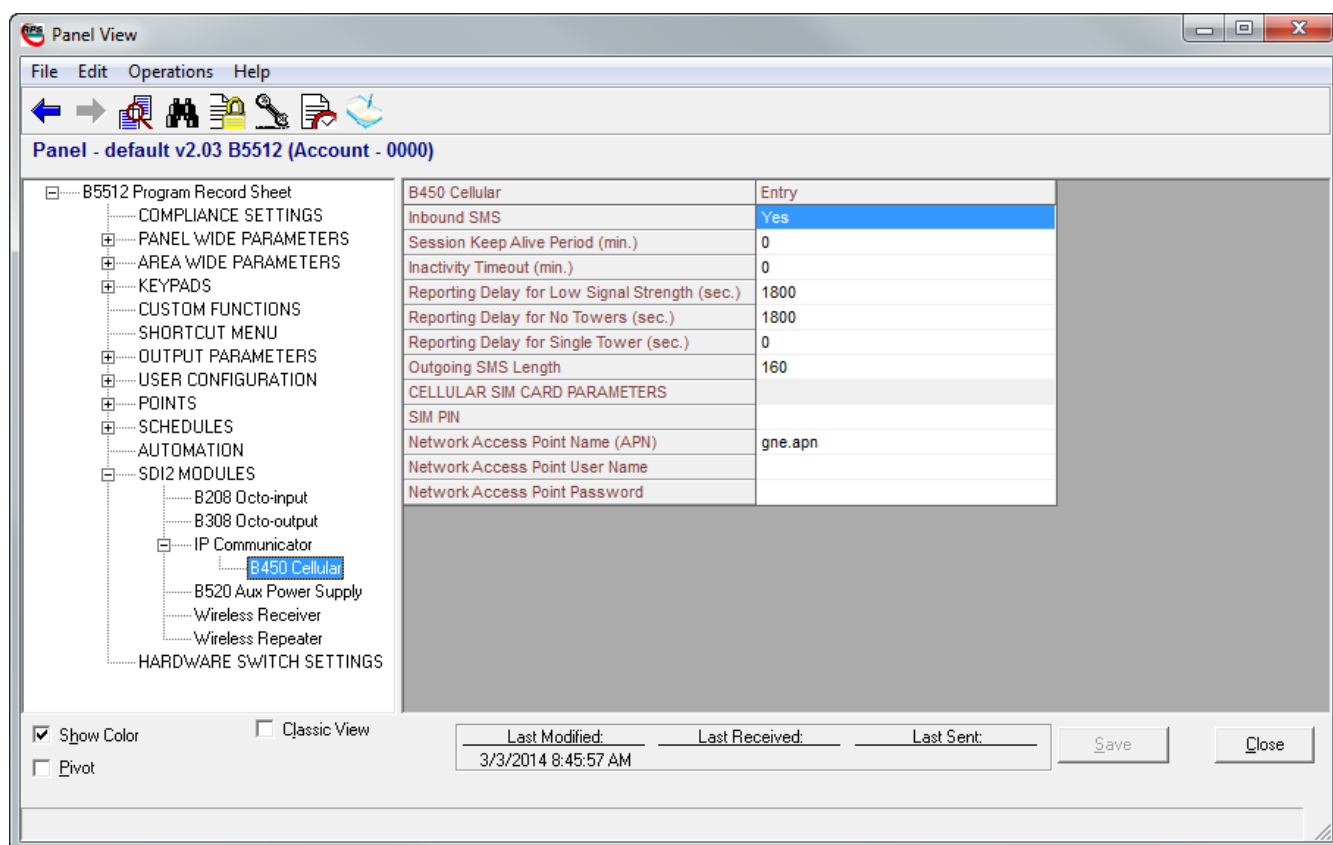 RPS Panel View
File Edit Operations Help
Panel - default v2.03 B5512 (Account - 0000)
B5512 Program Record Sheet
COMPLIANCE SETTINGS
PANEL WIDE PARAMETERS
AREA WIDE PARAMETERS
KEYPADS
CUSTOM FUNCTIONS
SHORTCUT MENU
OUTPUT PARAMETERS
USER CONFIGURATION
POINTS
SCHEDULES
AUTOMATION
SDI2 MODULES
B208 Octo-input
B308 Octo-output
IP Communicator
B450 Cellular
B520 Aux Power Supply
Wireless Receiver
Wireless Repeater
HARDWARE SWITCH SETTINGS
B450 Cellular Entry
Inbound SMS Yes
Session Keep Alive Period (min.) 0
Inactivity Timeout (min.) 0
Reporting Delay for Low Signal Strength (sec.) 1800
Reporting Delay for No Towers (sec.) 1800
Reporting Delay for Single Tower (sec.) 0
Outgoing SMS Length 160
CELLULAR SIM CARD PARAMETERS
SIM PIN
Network Access Point Name (APN) gne.apn
Network Access Point User Name
Network Access Point Password
Show Color Classic View
Pivot
Last Modified: Last Received: Last Sent:
3/3/2014 8:45:57 AM
Save Close